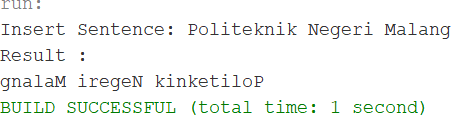 run:
Insert Sentence: Politeknik Negeri Malang
Result :
gnalaM iregeN kinketiloP
BUILD SUCCESSFUL (total time: 1 second)